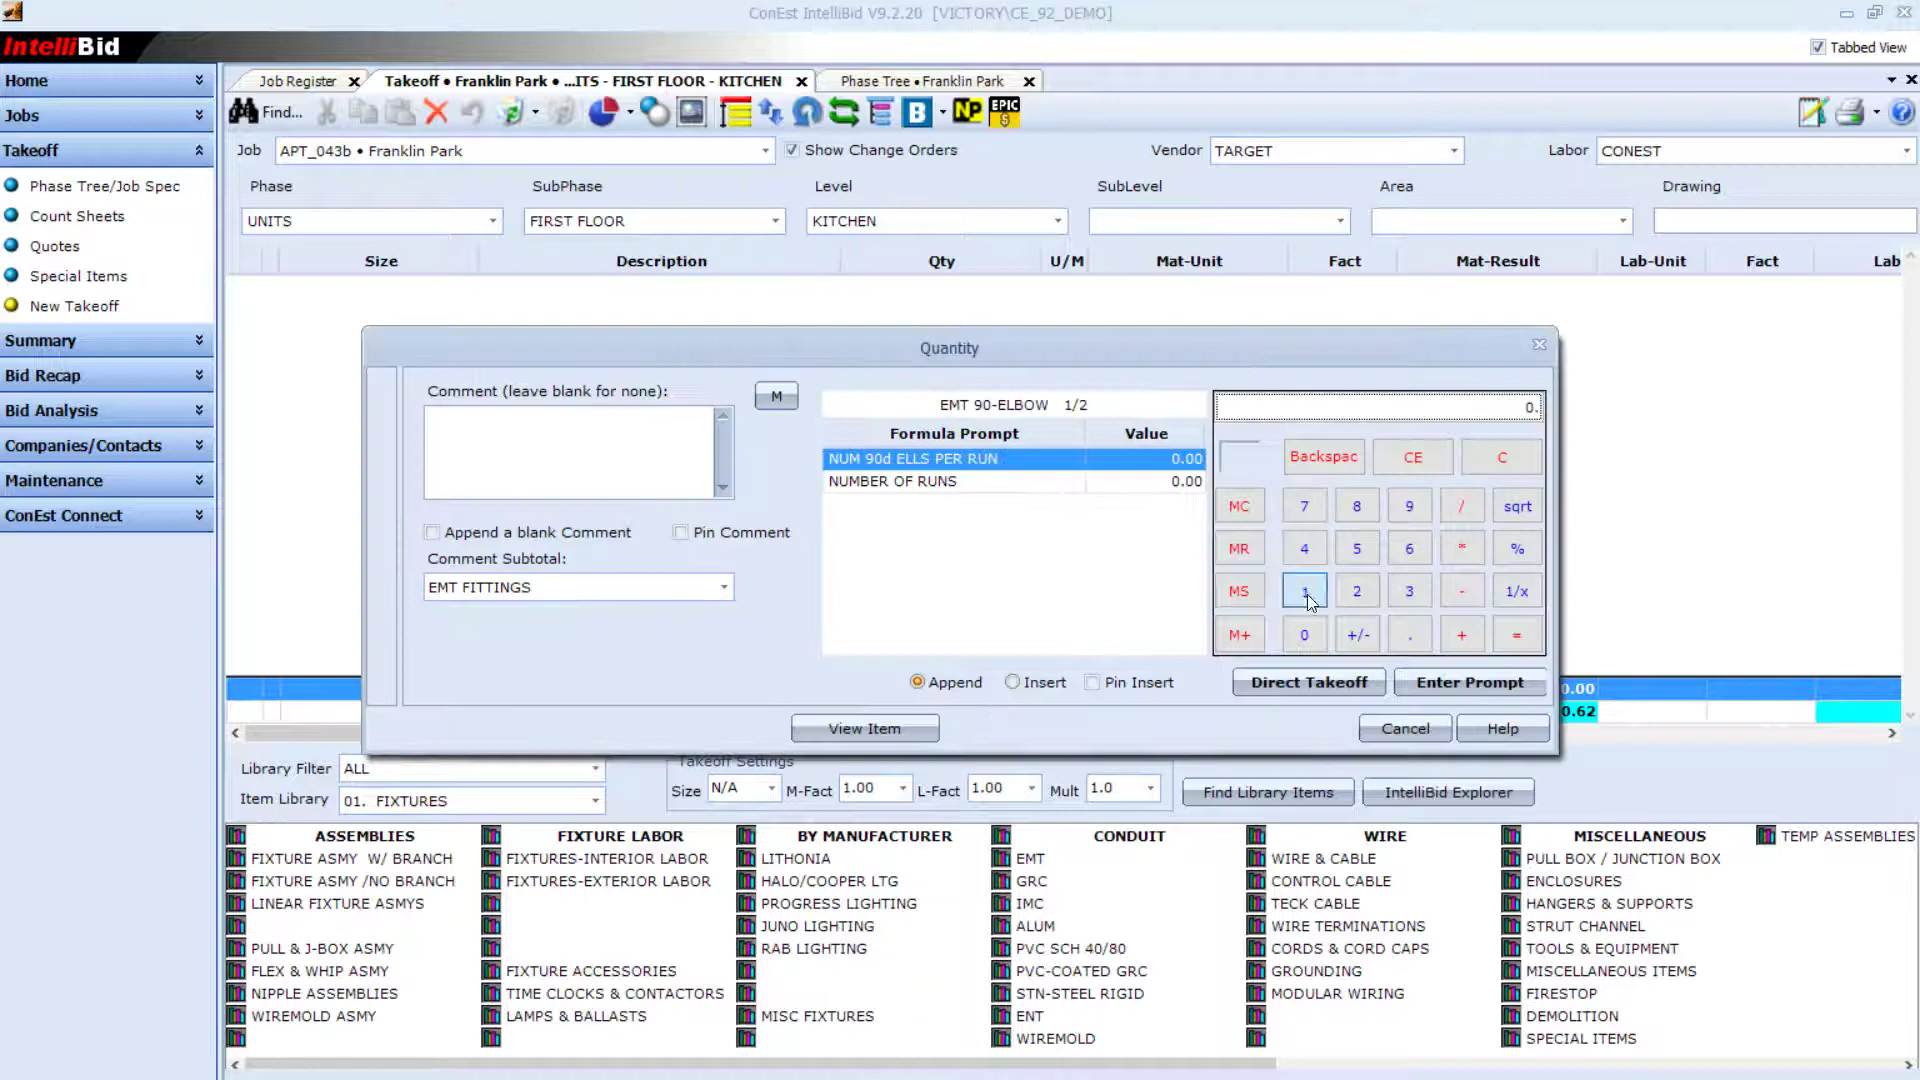 ConEst IntelliBid V9.2.20 [VICTORY\CE_92_DEMO]
IntelliBid
Tabbed View
Home
Jobs
Takeoff
Phase Tree/Job Spec
Count Sheets
Quotes
Special Items
New Takeoff
Summary
Bid Recap
Bid Analysis
Companies/Contacts
Maintenance
ConEst Connect
Job Register
Takeoff • Franklin Park • ...ITS - FIRST FLOOR - KITCHEN
Phase Tree • Franklin Park
Find...
B
NP
EPIC
$
Job APT_043b • Franklin Park Show Change Orders Vendor TARGET Labor CONEST
Phase SubPhase Level SubLevel Area Drawing
UNITS FIRST FLOOR KITCHEN
Size Description Qty U/M Mat-Unit Fact Mat-Result Lab-Unit Fact Lab
Quantity
Comment (leave blank for none):
M
Append a blank Comment Pin Comment
Comment Subtotal:
EMT FITTINGS
EMT 90-ELBOW 1/2
Formula Prompt Value
NUM 90d ELLS PER RUN 0.00
NUMBER OF RUNS 0.00
0.
Backspac CE C
MC 7 8 9 / sqrt
MR 4 5 6 * %
MS 1 2 3 - 1/x
M+ 0 +/- . + =
Append Insert Pin Insert Direct Takeoff Enter Prompt
View Item Cancel Help
0.00
0.62
Library Filter ALL
Item Library 01. FIXTURES
Takeoff Settings
Size N/A M-Fact 1.00 L-Fact 1.00 Mult 1.0
Find Library Items IntelliBid Explorer
ASSEMBLIES FIXTURE LABOR BY MANUFACTURER CONDUIT WIRE MISCELLANEOUS TEMP ASSEMBLIES
FIXTURE ASMY W/ BRANCH FIXTURES-INTERIOR LABOR LITHONIA EMT WIRE & CABLE PULL BOX / JUNCTION BOX
FIXTURE ASMY /NO BRANCH FIXTURES-EXTERIOR LABOR HALO/COOPER LTG GRC CONTROL CABLE ENCLOSURES
LINEAR FIXTURE ASMYS PROGRESS LIGHTING IMC TECK CABLE HANGERS & SUPPORTS
JUNO LIGHTING ALUM WIRE TERMINATIONS STRUT CHANNEL
PULL & J-BOX ASMY RAB LIGHTING PVC SCH 40/80 CORDS & CORD CAPS TOOLS & EQUIPMENT
FLEX & WHIP ASMY FIXTURE ACCESSORIES PVC-COATED GRC GROUNDING MISCELLANEOUS ITEMS
NIPPLE ASSEMBLIES TIME CLOCKS & CONTACTORS STN-STEEL RIGID MODULAR WIRING FIRESTOP
WIREMOLD ASMY LAMPS & BALLASTS MISC FIXTURES ENT DEMOLITION
WIREMOLD SPECIAL ITEMS